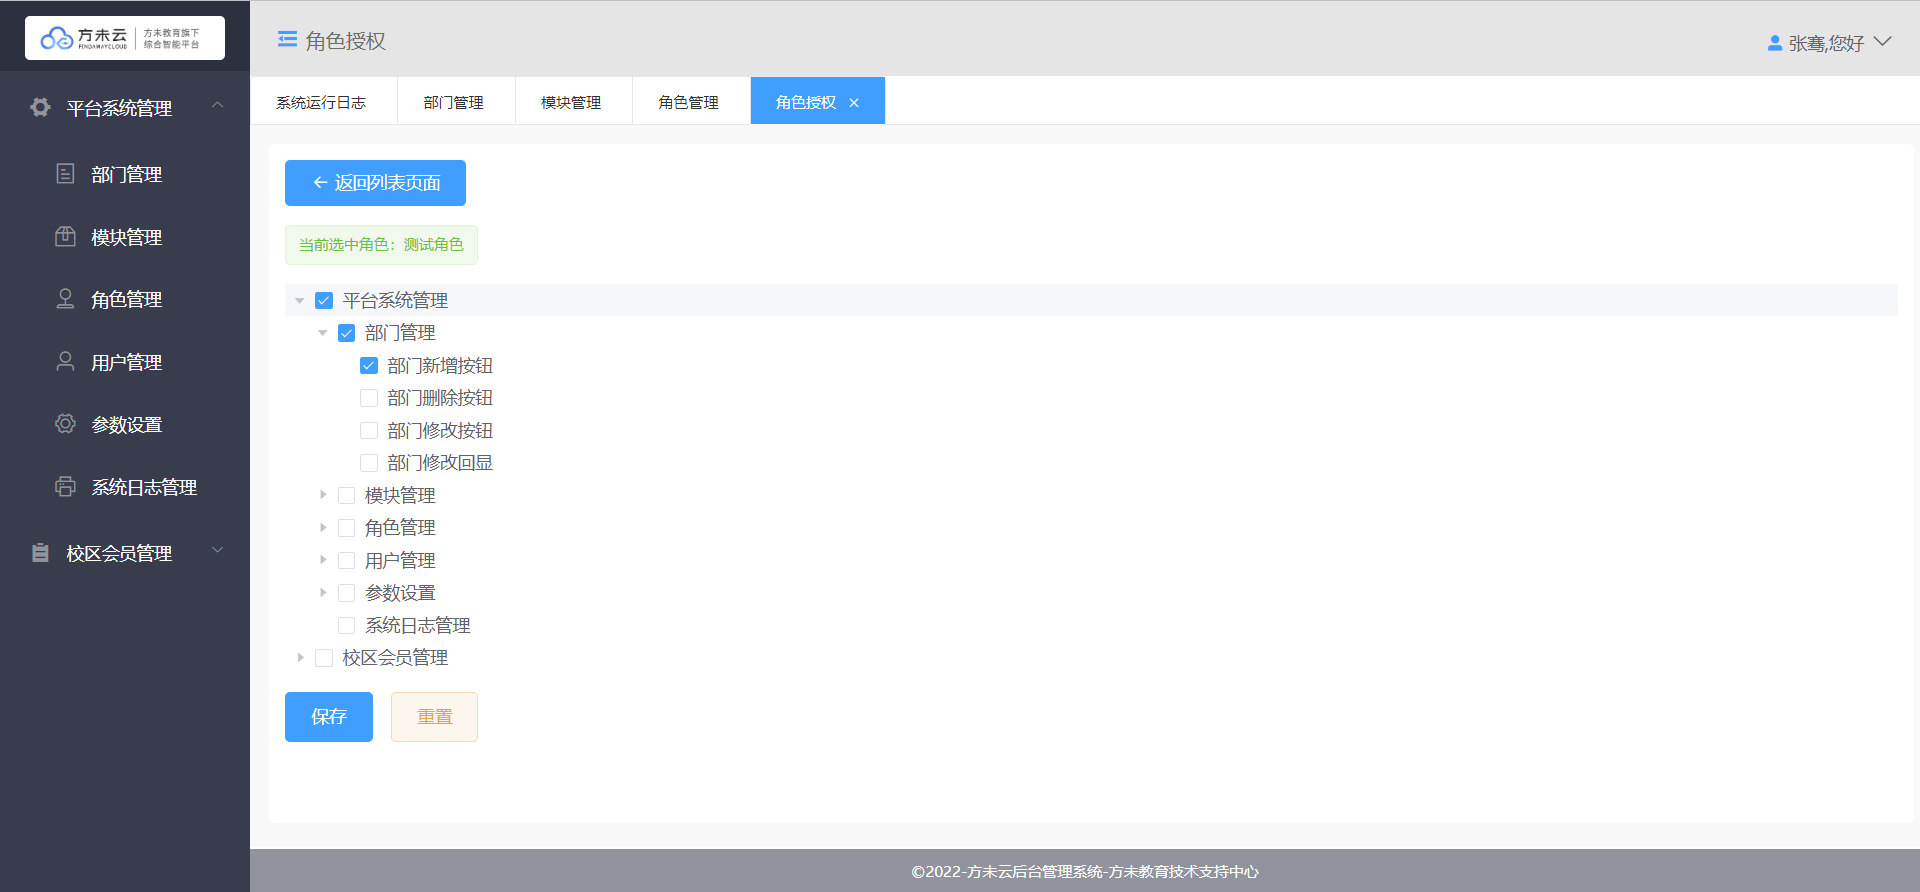 方未云
FINDAWAYCLOUD
方未教育旗下
综合智能平台
平台系统管理
部门管理
模块管理
角色管理
用户管理
参数设置
系统日志管理
校区会员管理
角色授权
张骞,您好
系统运行日志
部门管理
模块管理
角色管理
角色授权
返回列表页面
当前选中角色：测试角色
平台系统管理
部门管理
部门新增按钮
部门删除按钮
部门修改按钮
部门修改回显
模块管理
角色管理
用户管理
参数设置
系统日志管理
校区会员管理
保存
重置
©2022-方未云后台管理系统-方未教育技术支持中心